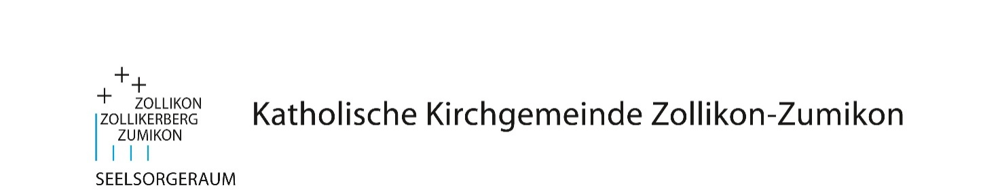 ZOLLIKON
ZOLLIKERBERG
ZUMIKON
SEELSORGERAUM
Katholische Kirchgemeinde Zollikon-Zumikon